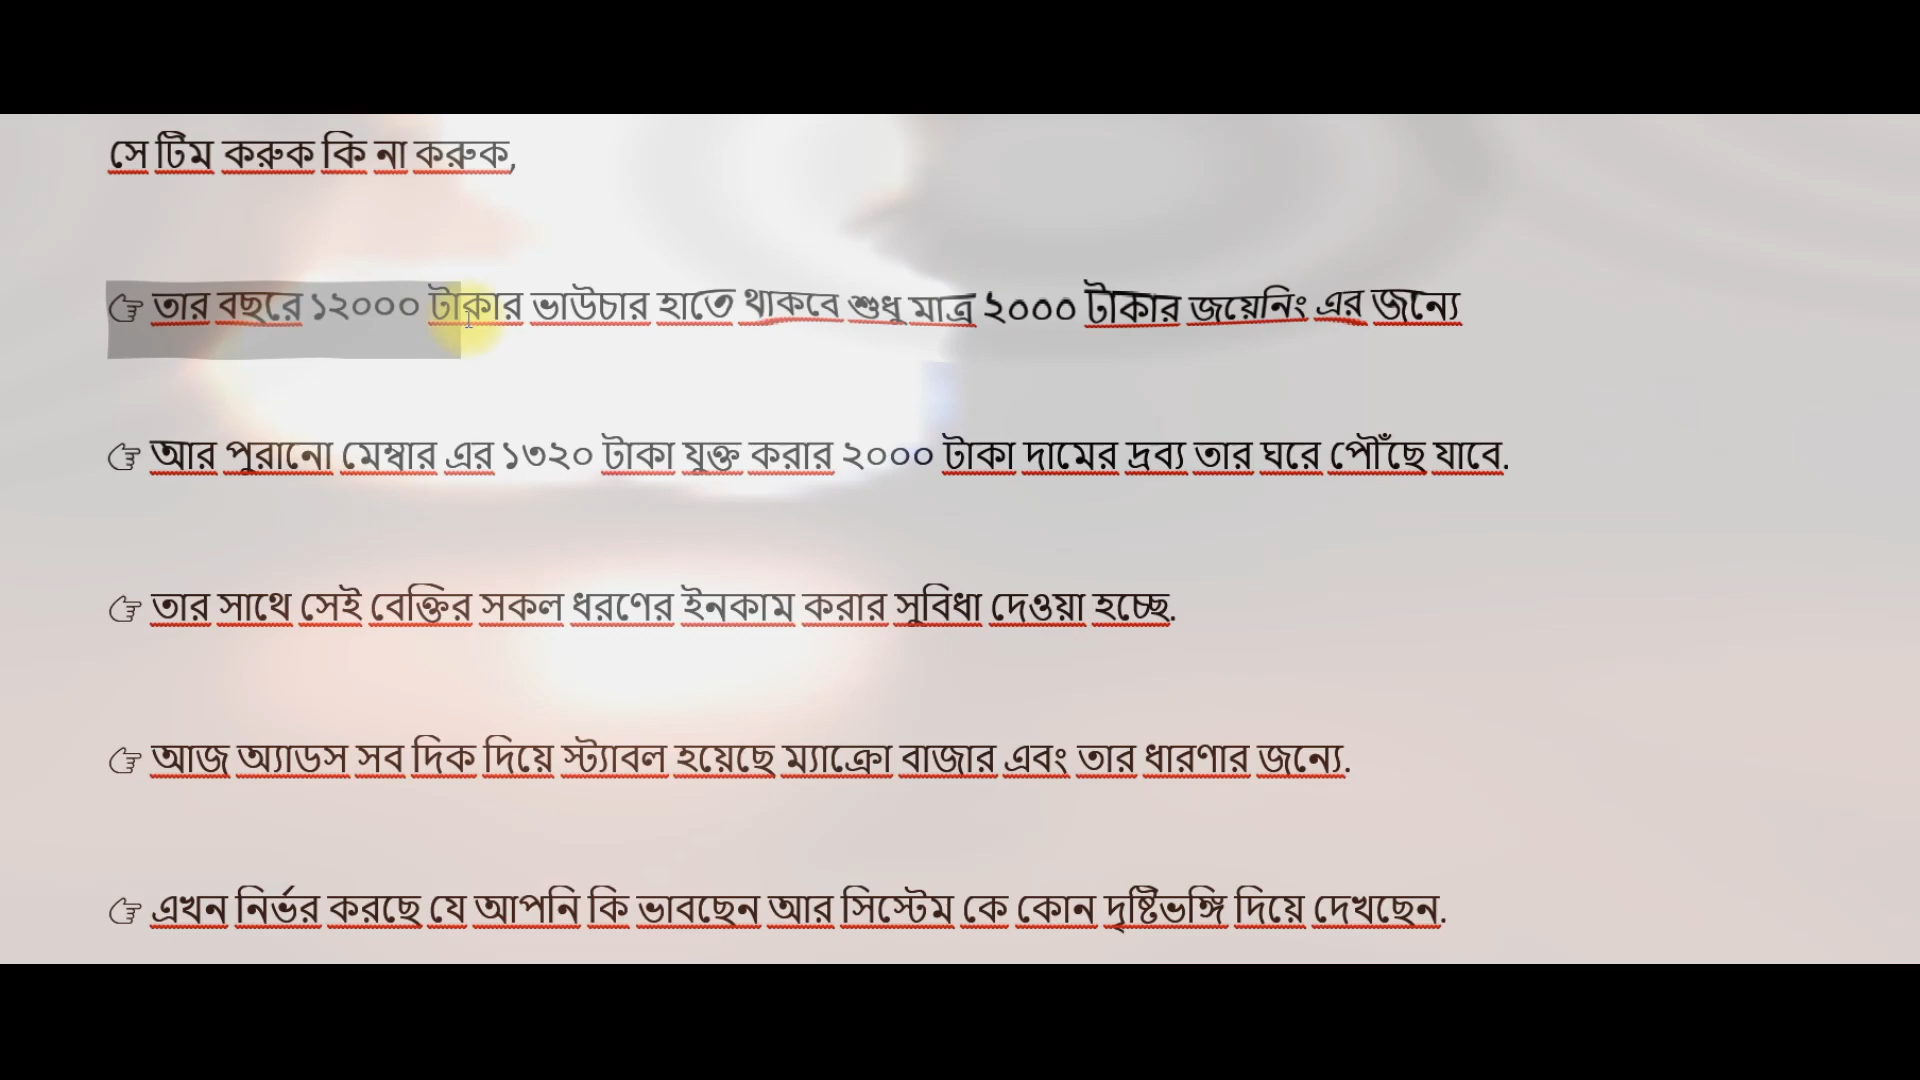 সে টিম করুক কি না করুক,
☞ তার বছরে ১২০০০ টাকার ভাউচার হাতে থাকবে শুধু মাত্র ২০০০ টাকার জয়েনিং এর জন্যে
☞ আর পুরানো মেম্বার এর ১৩২০ টাকা যুক্ত করার ২০০০ টাকা দামের দ্রব্য তার ঘরে পৌঁছে যাবে.
☞ তার সাথে সেই বেক্তির সকল ধরণের ইনকাম করার সুবিধা দেওয়া হচ্ছে.
☞ আজ অ্যাডস সব দিক দিয়ে স্ট্যাবল হয়েছে ম্যাক্রো বাজার এবং তার ধারণার জন্যে.
☞ এখন নির্ভর করছে যে আপনি কি ভাবছেন আর সিস্টেম কে কোন দৃষ্টিভঙ্গি দিয়ে দেখছেন.